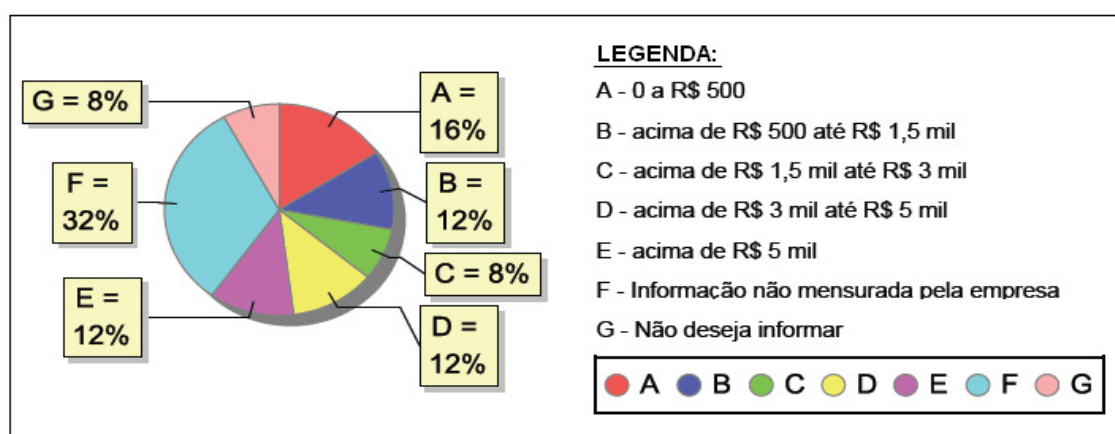 G = 8%
A =
16%
F =
32%
B =
12%
C = 8%
E =
12%
D =
12%
LEGENDA:
A - 0 a R$ 500
B - acima de R$ 500 até R$ 1,5 mil
C - acima de R$ 1,5 mil até R$ 3 mil
D - acima de R$ 3 mil até R$ 5 mil
E - acima de R$ 5 mil
F - Informação não mensurada pela empresa
G - Não deseja informar
A B C D E F G